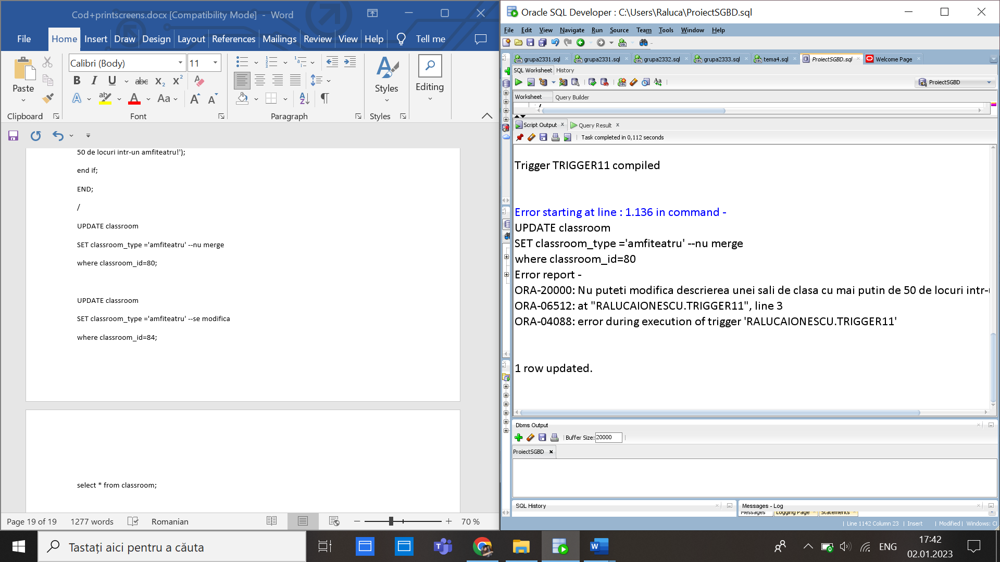 Cod+printscreens.docx [Compatibility Mode] - Word
File Home Insert Draw Design Layout References Mailings Review View Help Tell me
Paste
Clipboard
Calibri (Body) 11
B I U abc X₂ X²
A Aa A A
Font
Paragraph
Styles
Styles
Editing
50 de locuri intr-un amfiteatru!');
end if;
END;
/
UPDATE classroom
SET classroom_type ='amfiteatru' --nu merge
where classroom_id=80;
UPDATE classroom
SET classroom_type ='amfiteatru' --se modifica
where classroom_id=84;
select * from classroom;
Page 19 of 19 1277 words Romanian 70 %
Oracle SQL Developer : C:\Users\Raluca\ProiectSGBD.sql
File Edit View Navigate Run Source Team Tools Window Help
grupa2331.sql grupa2331.sql grupa2332.sql grupa2333.sql tema4.sql ProiectSGBD.sql Welcome Page
SQL Worksheet History
ProiectSGBD
Worksheet Query Builder
/
Script Output Query Result
Task completed in 0,112 seconds
Trigger TRIGGER11 compiled
Error starting at line : 1.136 in command -
UPDATE classroom
SET classroom_type ='amfiteatru' --nu merge
where classroom_id=80
Error report -
ORA-20000: Nu puteti modifica descrierea unei sali de clasa cu mai putin de 50 de locuri
ORA-06512: at "RALUCAIONESCU.TRIGGER11", line 3
ORA-04088: error during execution of trigger 'RALUCAIONESCU.TRIGGER11'
1 row updated.
Dbms Output
Buffer Size: 20000
ProiectSGBD
SQL History
Messages - Log
Messages Logging Page Statements
Line 1142 Column 23 Insert Modified Windows:
Tastați aici pentru a căuta
ENG
17:42
02.01.2023